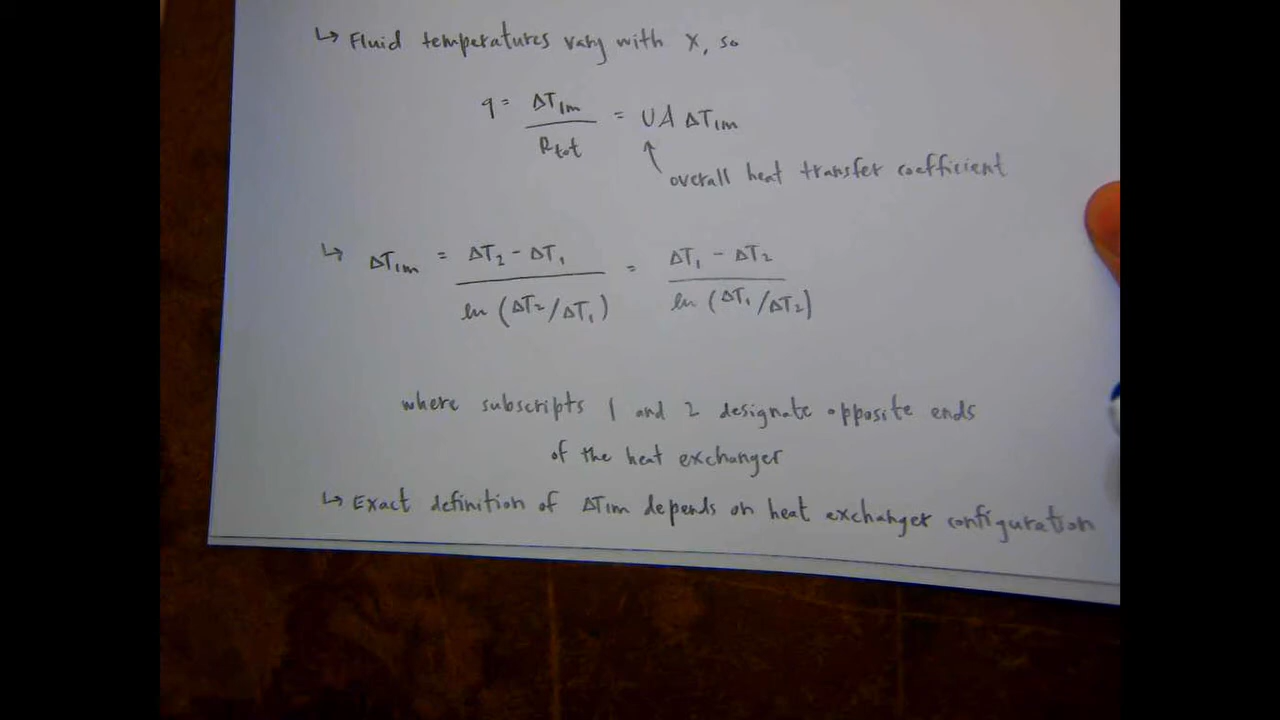 ↳ Fluid temperatures vary with x, so
q = ΔTlm / Rtot = UA ΔTlm
overall heat transfer coefficient
↳ ΔTlm = ΔT2 - ΔT1 / ln (ΔT2/ΔT1) = ΔT1 - ΔT2 / ln (ΔT1/ΔT2)
where subscripts 1 and 2 designate opposite ends
of the heat exchanger
↳ Exact definition of ΔTlm depends on heat exchanger configuration